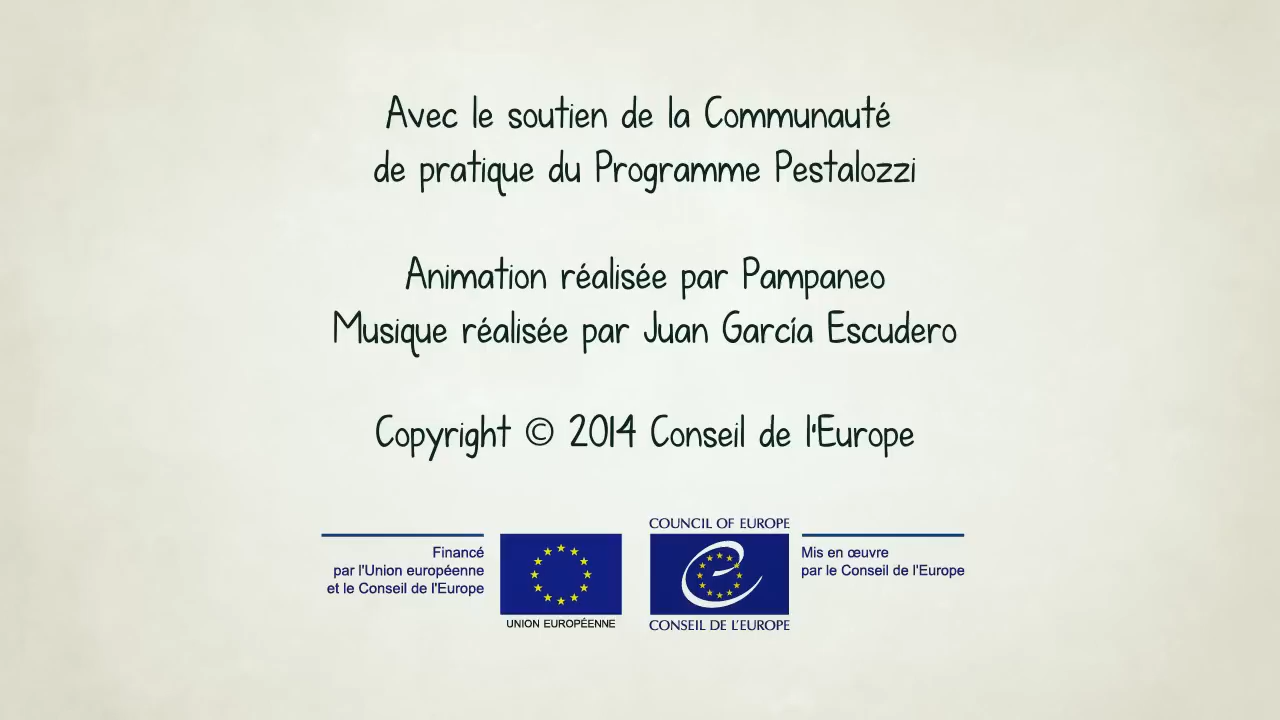 Avec le soutien de la Communauté
de pratique du Programme Pestalozzi
Animation réalisée par Pampaneo
Musique réalisée par Juan García Escudero
Copyright © 2014 Conseil de l'Europe
Financé
par l'Union européenne
et le Conseil de l'Europe
UNION EUROPÉENNE
COUNCIL OF EUROPE
CONSEIL DE L'EUROPE
Mis en œuvre
par le Conseil de l'Europe